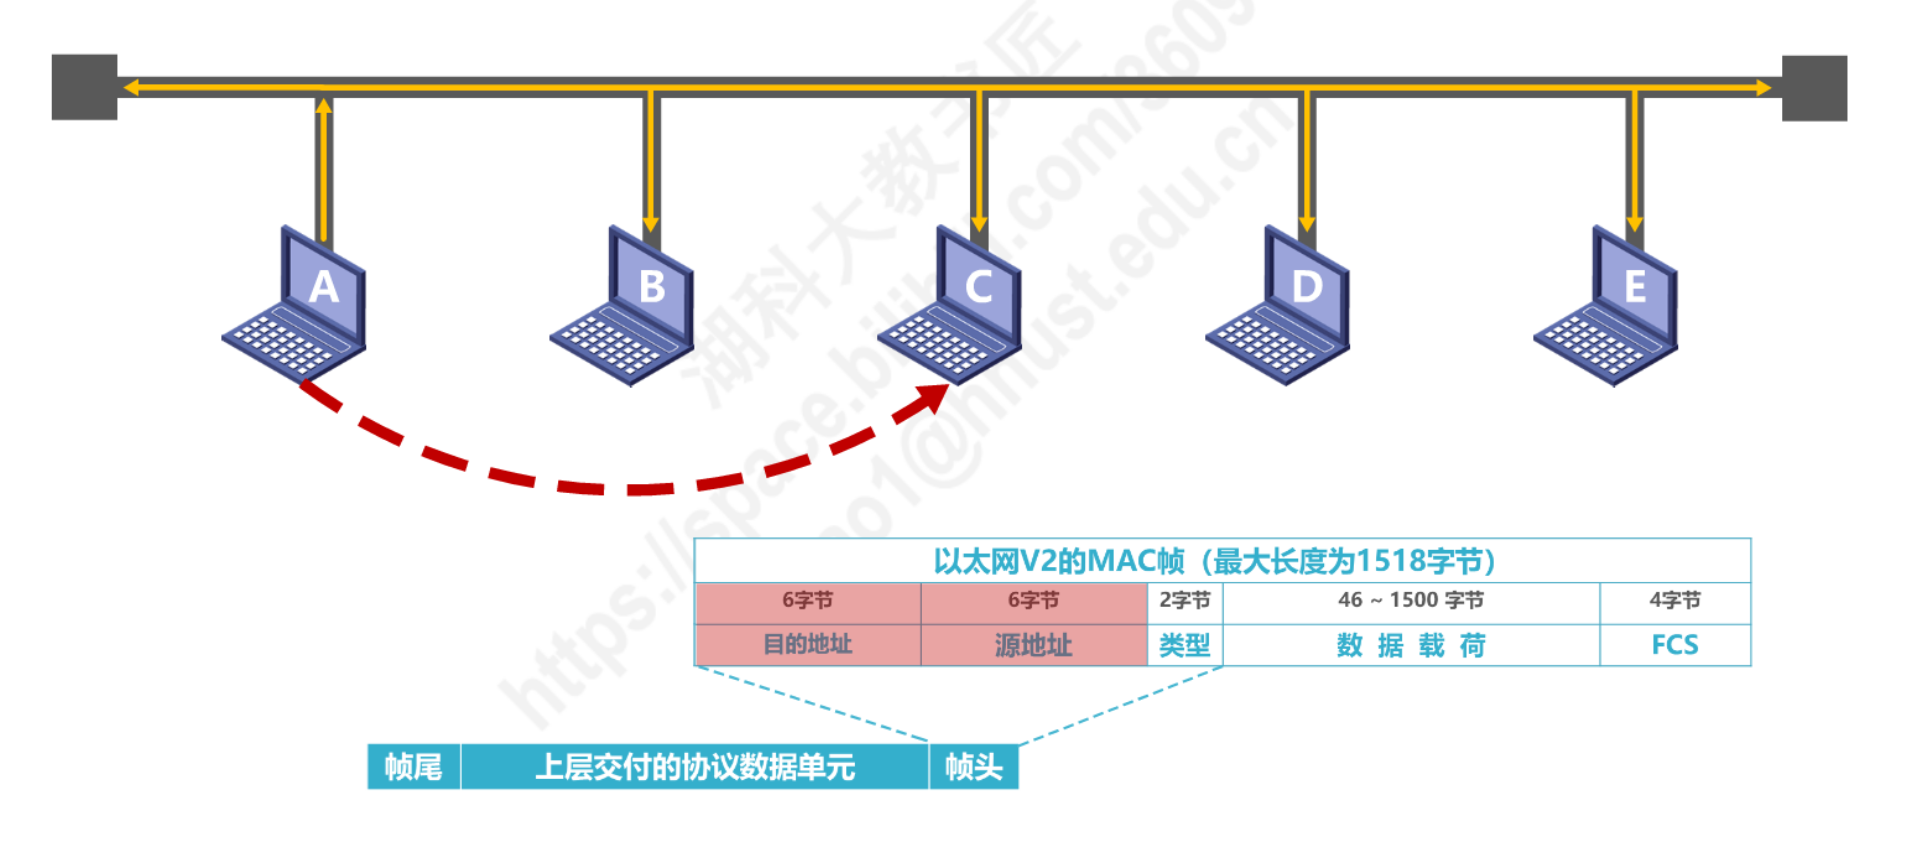 A
B
C
D
E
湖科大教书匠
https://space.bilibili.com/3609
no1@hnust.edu.cn
以太网V2的MAC帧（最大长度为1518字节）
6字节 6字节 2字节 46 ~ 1500 字节 4字节
目的地址 源地址 类型 数 据 载 荷 FCS
帧尾 上层交付的协议数据单元 帧头